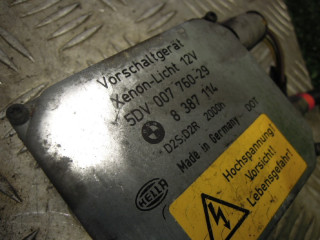 Vorschaltgerät
Xenon-Licht 12V
5DV 007 760-29
8 387 114
D2S:D2R 2000h
Made in Germany DOT
HELLA
Hochspannung!
Vorsicht!
Lebensgefahr!